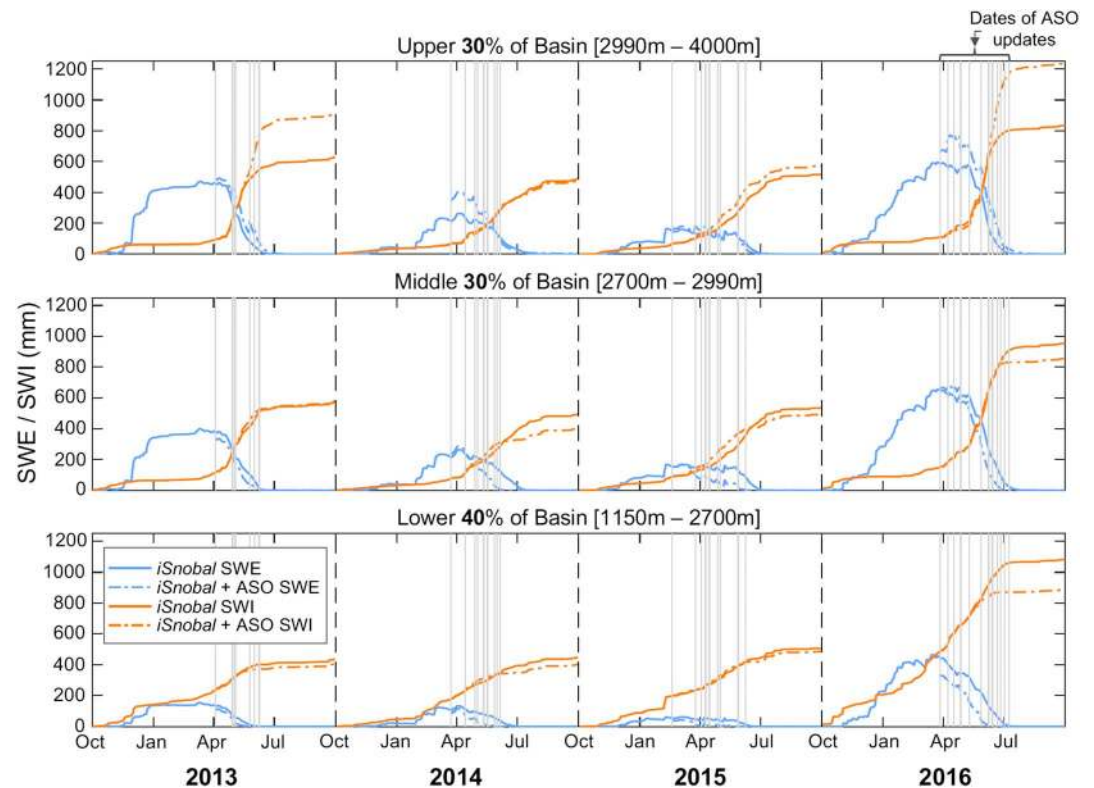 Dates of ASO
updates
Upper 30% of Basin [2990m – 4000m]
1200
1000
800
600
400
200
0
Middle 30% of Basin [2700m – 2990m]
1200
1000
800
600
400
200
0
SWE / SWI (mm)
Lower 40% of Basin [1150m – 2700m]
1200
1000
800
600
400
200
0
iSnobal SWE
iSnobal + ASO SWE
iSnobal SWI
iSnobal + ASO SWI
Oct Jan Apr Jul Oct Jan Apr Jul Oct Jan Apr Jul Oct Jan Apr Jul
2013 2014 2015 2016